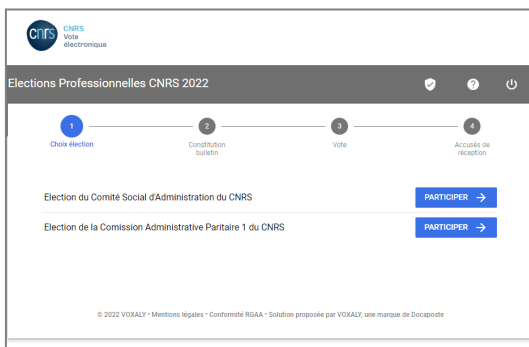 cnrs
CNRS
Vote
électronique
Elections Professionnelles CNRS 2022
1
2
3
4
Choix élection
Constitution
bulletin
Vote
Accusés de
réception
Election du Comité Social d'Administration du CNRS
PARTICIPER
Election de la Comission Administrative Paritaire 1 du CNRS
PARTICIPER
© 2022 VOXALY - Mentions légales - Conformité RGAA - Solution proposée par VOXALY, une marque de Docaposte